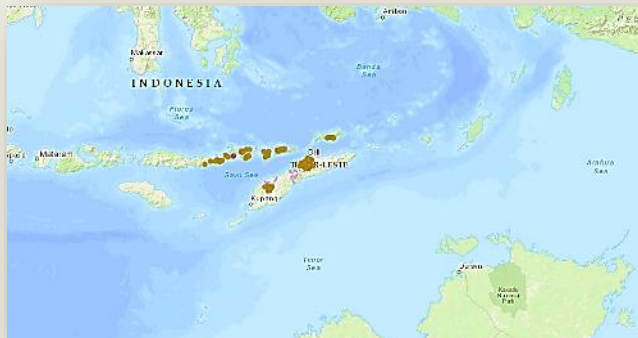 Ambon
Makassar
Banda
Sea
INDONESIA
Flores
Sea
Dili
TIMOR-LESTE
Mataram
Savu Sea
Arafura
Sea
Kupang
Timor
Sea
Darwin
Kakadu
National
Park